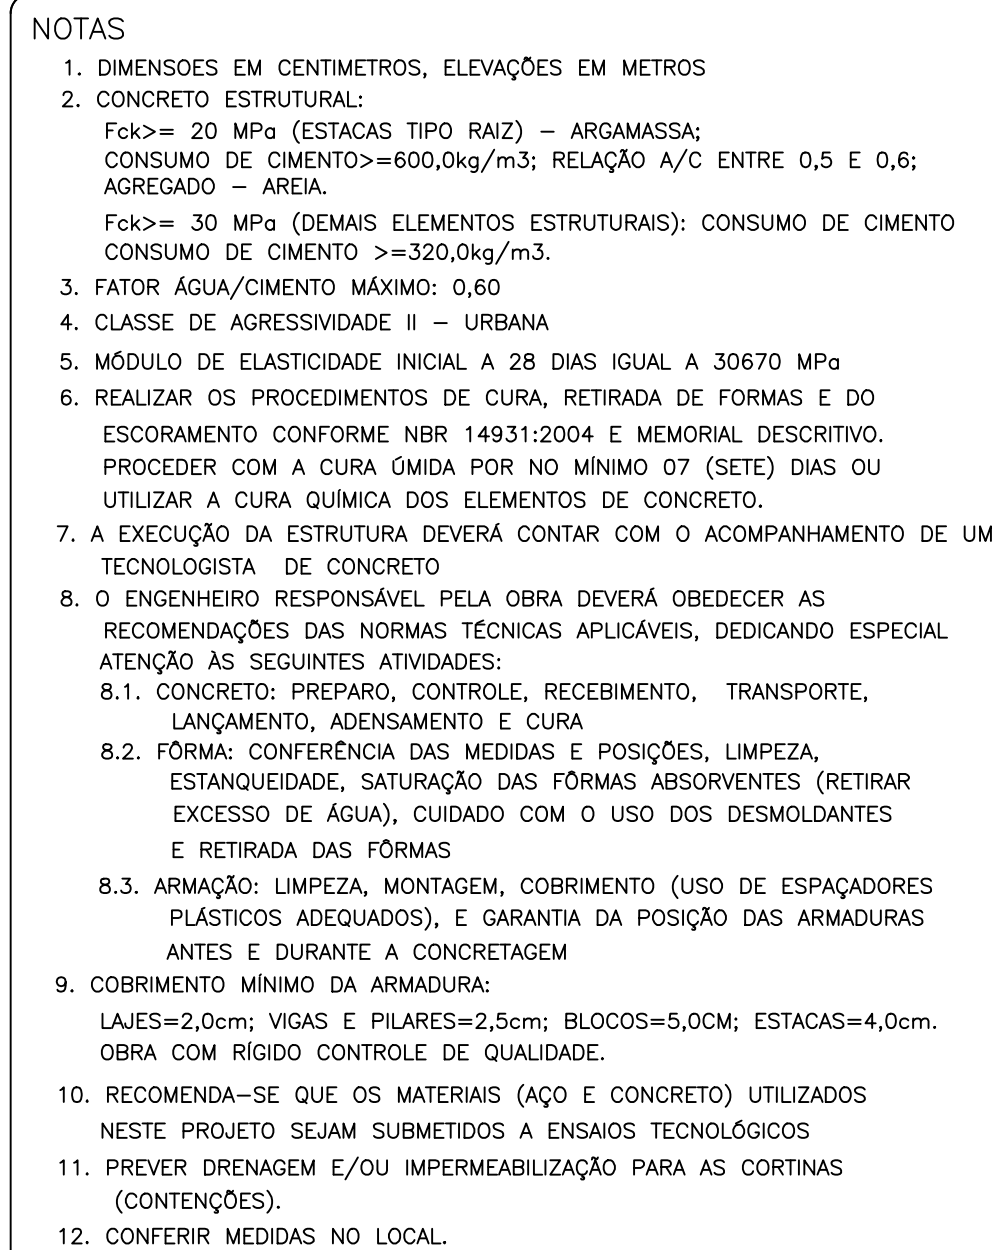 NOTAS
1. DIMENSOES EM CENTIMETROS, ELEVAÇÕES EM METROS
2. CONCRETO ESTRUTURAL:
Fck>= 20 MPa (ESTACAS TIPO RAIZ) – ARGAMASSA;
CONSUMO DE CIMENTO>=600,0kg/m3; RELAÇÃO A/C ENTRE 0,5 E 0,6;
AGREGADO – AREIA.
Fck>= 30 MPa (DEMAIS ELEMENTOS ESTRUTURAIS): CONSUMO DE CIMENTO
CONSUMO DE CIMENTO >=320,0kg/m3.
3. FATOR ÁGUA/CIMENTO MÁXIMO: 0,60
4. CLASSE DE AGRESSIVIDADE II – URBANA
5. MÓDULO DE ELASTICIDADE INICIAL A 28 DIAS IGUAL A 30670 MPa
6. REALIZAR OS PROCEDIMENTOS DE CURA, RETIRADA DE FORMAS E DO
ESCORAMENTO CONFORME NBR 14931:2004 E MEMORIAL DESCRITIVO.
PROCEDER COM A CURA ÚMIDA POR NO MÍNIMO 07 (SETE) DIAS OU
UTILIZAR A CURA QUÍMICA DOS ELEMENTOS DE CONCRETO.
7. A EXECUÇÃO DA ESTRUTURA DEVERÁ CONTAR COM O ACOMPANHAMENTO DE UM
TECNOLOGISTA DE CONCRETO
8. O ENGENHEIRO RESPONSÁVEL PELA OBRA DEVERÁ OBEDECER AS
RECOMENDAÇÕES DAS NORMAS TÉCNICAS APLICÁVEIS, DEDICANDO ESPECIAL
ATENÇÃO ÀS SEGUINTES ATIVIDADES:
8.1. CONCRETO: PREPARO, CONTROLE, RECEBIMENTO, TRANSPORTE,
LANÇAMENTO, ADENSAMENTO E CURA
8.2. FÔRMA: CONFERÊNCIA DAS MEDIDAS E POSIÇÕES, LIMPEZA,
ESTANQUEIDADE, SATURAÇÃO DAS FÔRMAS ABSORVENTES (RETIRAR
EXCESSO DE ÁGUA), CUIDADO COM O USO DOS DESMOLDANTES
E RETIRADA DAS FÔRMAS
8.3. ARMAÇÃO: LIMPEZA, MONTAGEM, COBRIMENTO (USO DE ESPAÇADORES
PLÁSTICOS ADEQUADOS), E GARANTIA DA POSIÇÃO DAS ARMADURAS
ANTES E DURANTE A CONCRETAGEM
9. COBRIMENTO MÍNIMO DA ARMADURA:
LAJES=2,0cm; VIGAS E PILARES=2,5cm; BLOCOS=5,0CM; ESTACAS=4,0cm.
OBRA COM RÍGIDO CONTROLE DE QUALIDADE.
10. RECOMENDA–SE QUE OS MATERIAIS (AÇO E CONCRETO) UTILIZADOS
NESTE PROJETO SEJAM SUBMETIDOS A ENSAIOS TECNOLÓGICOS
11. PREVER DRENAGEM E/OU IMPERMEABILIZAÇÃO PARA AS CORTINAS
(CONTENÇÕES).
12. CONFERIR MEDIDAS NO LOCAL.